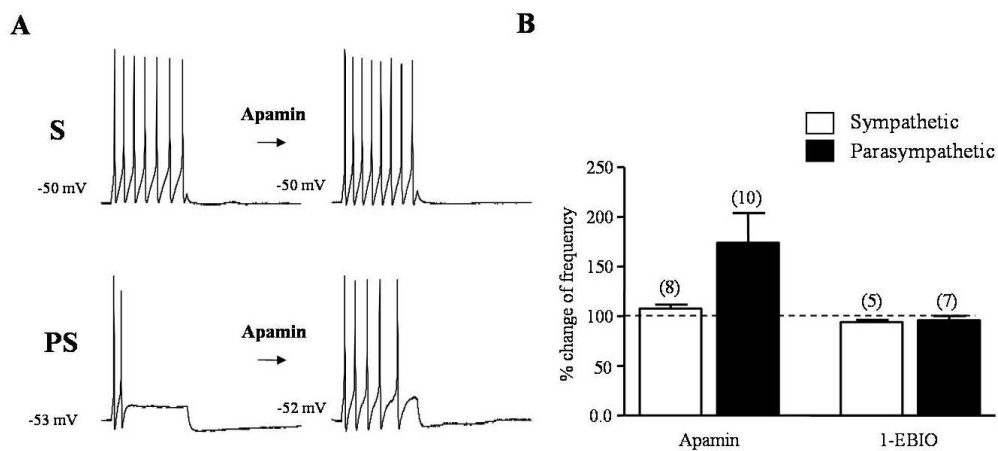 A
B
S
Apamin
-50 mV
-50 mV
PS
Apamin
-53 mV
-52 mV
Sympathetic
Parasympathetic
% change of frequency
250
200
150
100
50
0.0
(8)
(10)
(5)
(7)
Apamin
1-EBIO